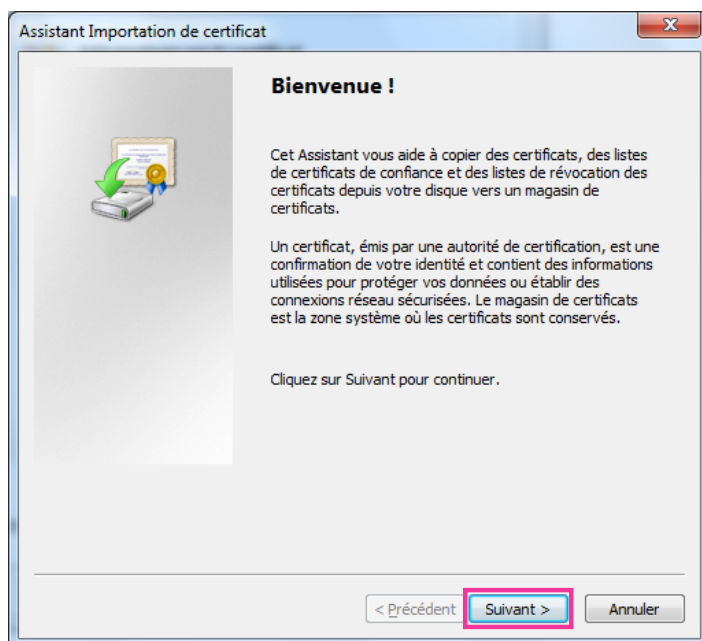 Assistant Importation de certificat
Bienvenue !
Cet Assistant vous aide à copier des certificats, des listes
de certificats de confiance et des listes de révocation des
certificats depuis votre disque vers un magasin de
certificats.
Un certificat, émis par une autorité de certification, est une
confirmation de votre identité et contient des informations
utilisées pour protéger vos données ou établir des
connexions réseau sécurisées. Le magasin de certificats
est la zone système où les certificats sont conservés.
Cliquez sur Suivant pour continuer.
< Précédent Suivant > Annuler